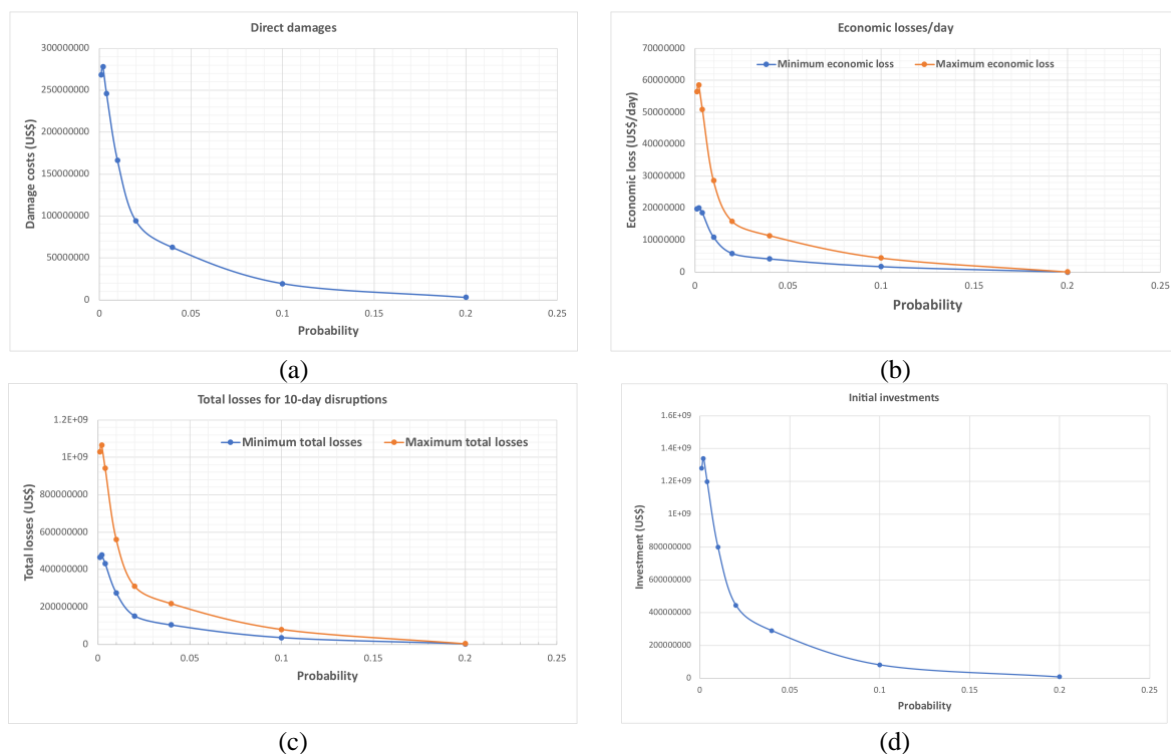 Direct damages
300000000
250000000
200000000
150000000
100000000
50000000
0
Damage costs (US$)
0 0.05 0.1 0.15 0.2 0.25
Probability
(a)
Economic losses/day
Minimum economic loss Maximum economic loss
70000000
60000000
50000000
40000000
30000000
20000000
10000000
0
Economic loss (US$/day)
0 0.05 0.1 0.15 0.2 0.25
Probability
(b)
Total losses for 10-day disruptions
Minimum total losses Maximum total losses
1.2E+09
1E+09
800000000
600000000
400000000
200000000
0
Total losses (US$)
0 0.05 0.1 0.15 0.2 0.25
Probability
(c)
Initial investments
1.6E+09
1.4E+09
1.2E+09
1E+09
800000000
600000000
400000000
200000000
0
Investment (US$)
0 0.05 0.1 0.15 0.2 0.25
Probability
(d)